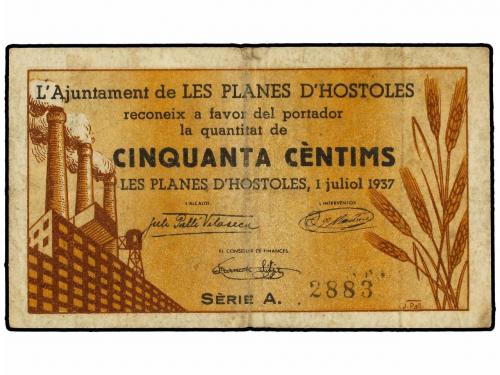 L'Ajuntament de LES PLANES D'HOSTOLES
reconeix a favor del portador
la quantitat de
CINQUANTA CÈNTIMS
LES PLANES D'HOSTOLES, 1 juliol 1937
L'ALCALDE, L'INTERVENTOR
EL CONSELLER DE FINANCES,
SÈRIE A. 2883